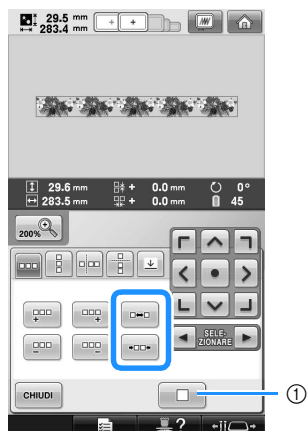 29.5 mm
283.4 mm
29.6 mm 0.0 mm 0°
283.5 mm 0.0 mm 45
200%
SELE-
ZIONARE
CHIUDI
①